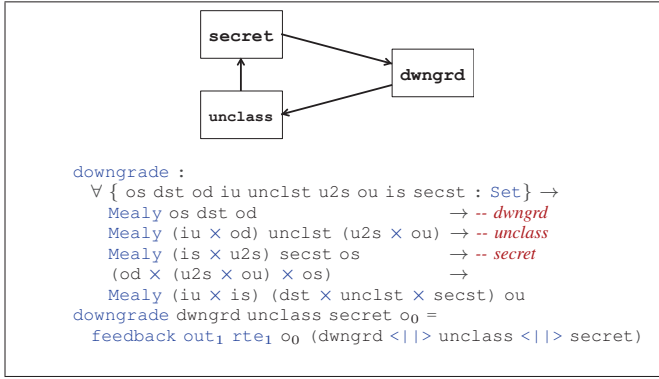 secret
dwngrd
unclass
downgrade :
∀ { os dst od iu unclst u2s ou is secst : Set} →
Mealy os dst od → -- dwngrd
Mealy (iu × od) unclst (u2s × ou) → -- unclass
Mealy (is × u2s) secst os → -- secret
(od × (u2s × ou) × os) →
Mealy (iu × is) (dst × unclst × secst) ou
downgrade dwngrd unclass secret o₀ =
feedback out₁ rte₁ o₀ (dwngrd <||> unclass <||> secret)